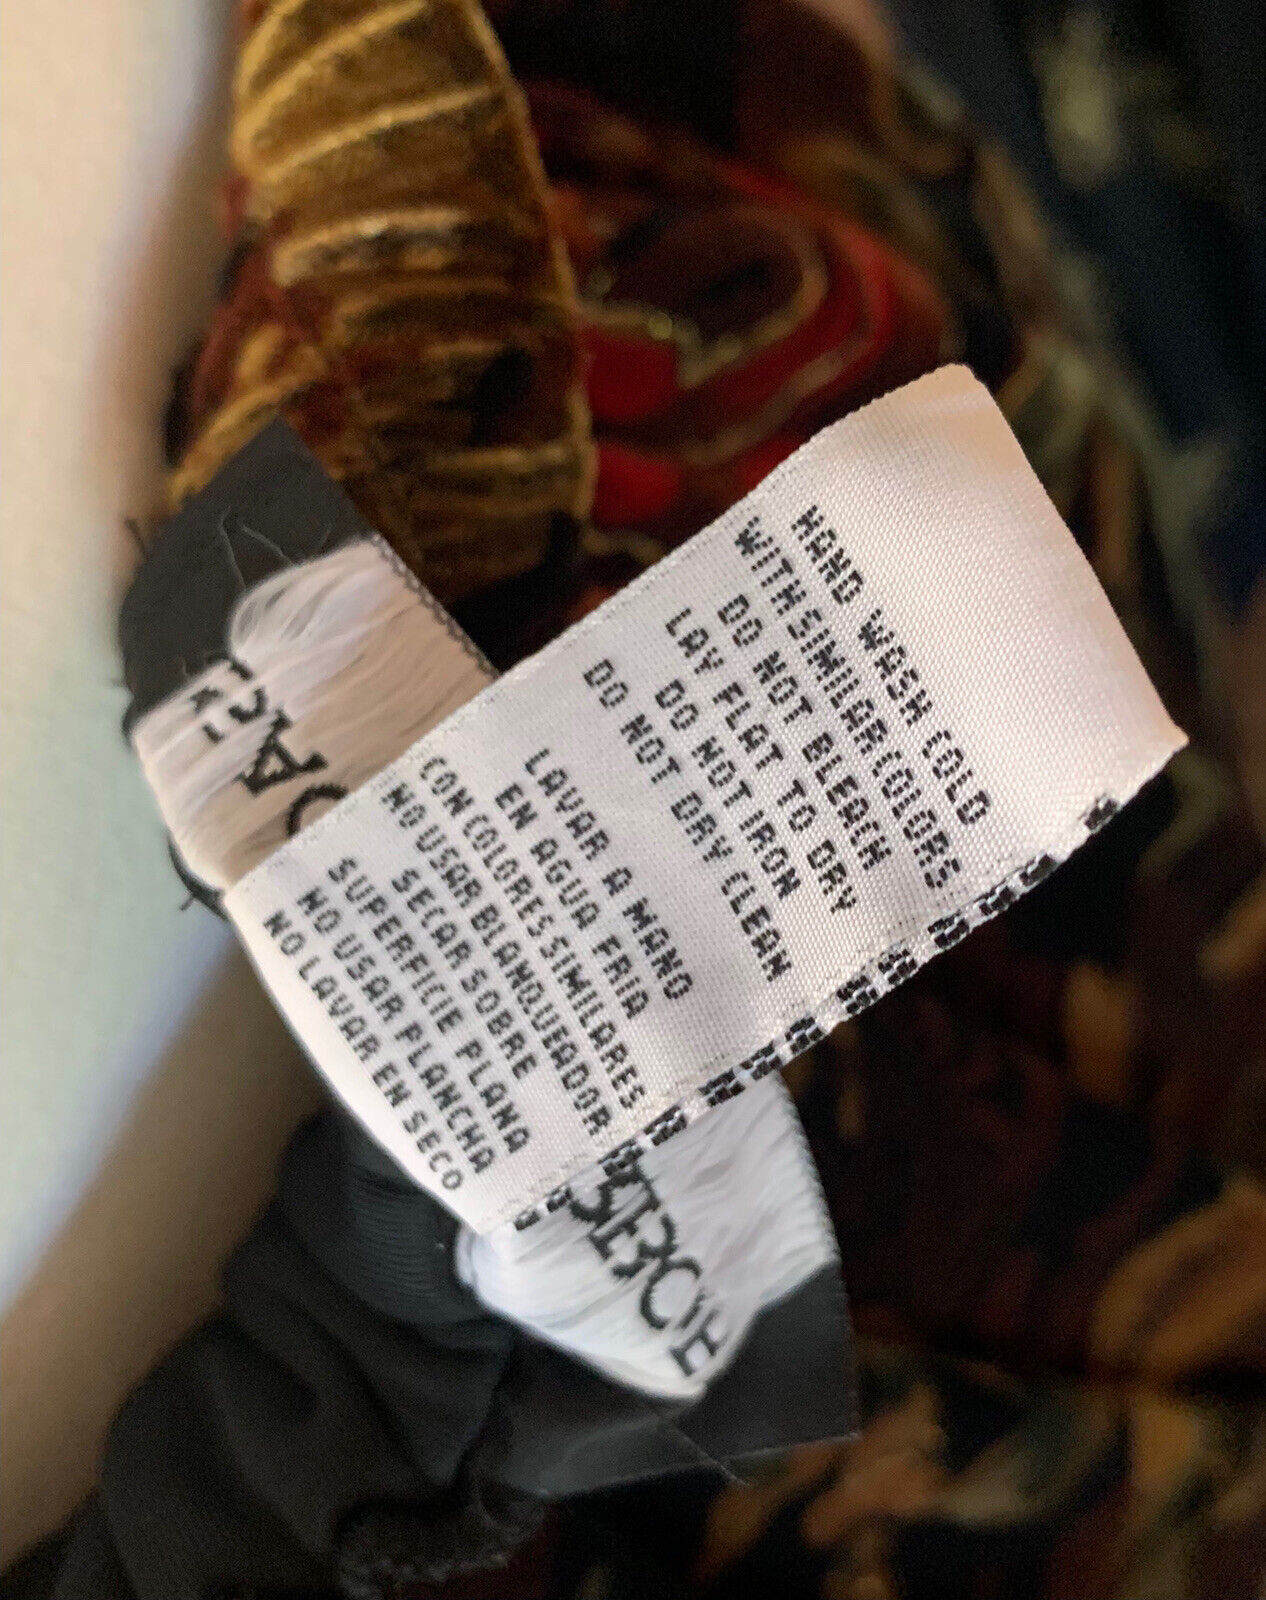 HAND WASH COLD
WITH SIMILAR COLORS
DO NOT BLEACH
LAY FLAT TO DRY
DO NOT IRON
DO NOT DRY CLEAN
LAVAR A MANO
EN AGUA FRIA
CON COLORES SIMILARES
NO USAR BLANQUEADOR
SECAR SOBRE
SUPERFICIE PLANA
NO USAR PLANCHA
NO LAVAR EN SECO